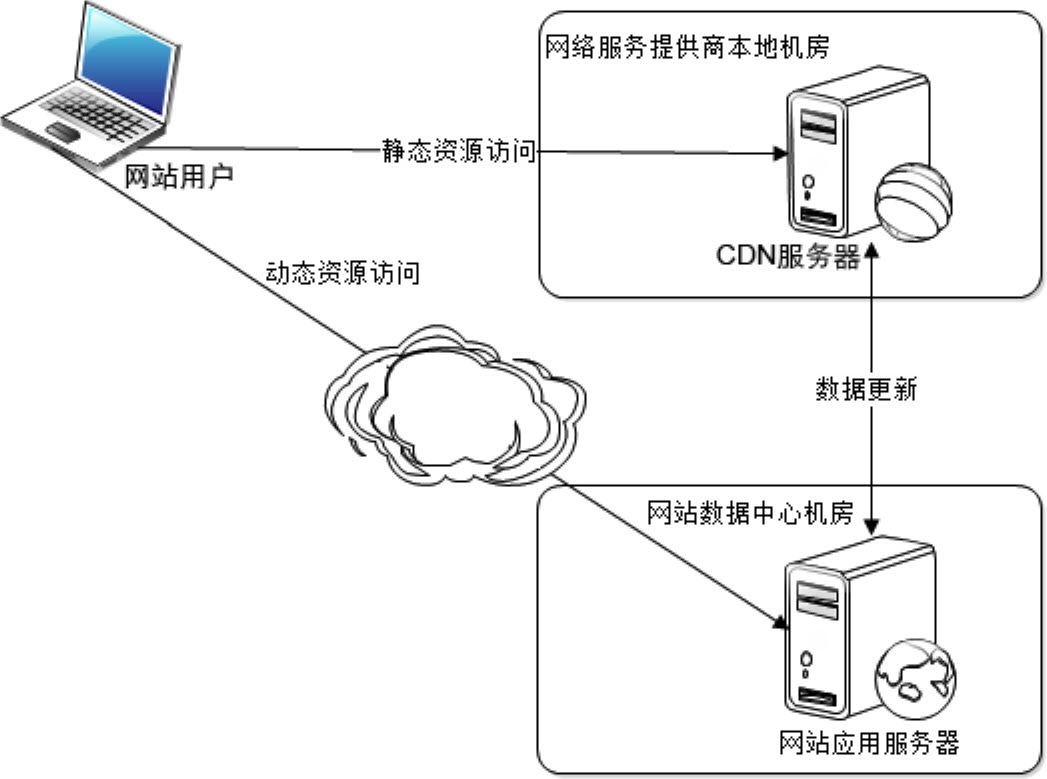 网络服务提供商本地机房
静态资源访问
网站用户
CDN服务器
动态资源访问
数据更新
网站数据中心机房
网站应用服务器